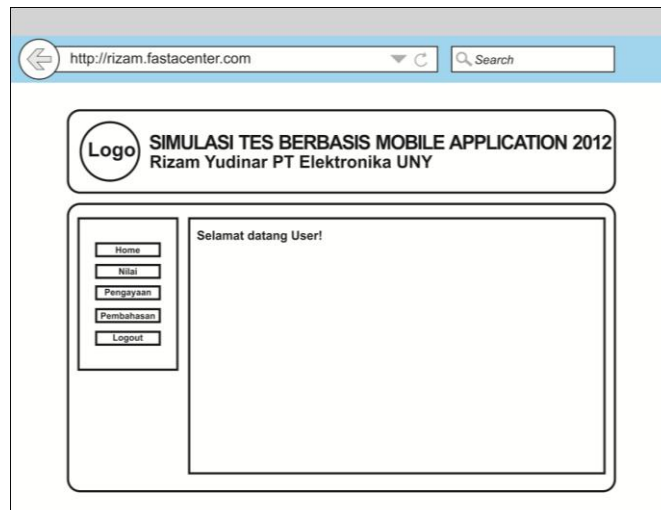 http://rizam.fastacenter.com
Search
Logo
SIMULASI TES BERBASIS MOBILE APPLICATION 2012
Rizam Yudinar PT Elektronika UNY
Home
Nilai
Pengayaan
Pembahasan
Logout
Selamat datang User!